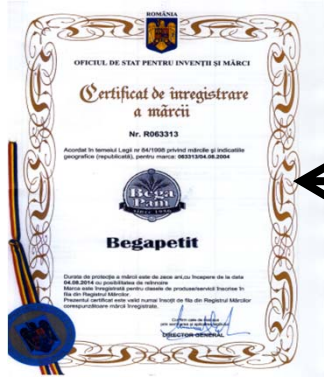 ROMÂNIA
OFICIUL DE STAT PENTRU INVENȚII ȘI MĂRCI
Certificat de înregistrare
a mărcii
Nr. R063313
Acordat în temeiul Legii nr 84/1998 privind mărcile și indicațiile
geografice (republicată), pentru marca: 063313/04.08.2004
Bega
Pam
Begapetit
Durata de protecție a mărcii este de zece ani, cu începere de la data
04.08.2014 cu posibilitatea de reînnoire
Marca este înregistrată pentru clasele de produse/servicii înscrise în
fila din Registrul Mărcilor.
Prezentul certificat este valid numai însoțit de fila din Registrul Mărcilor
corespunzătoare mărcii înregistrate.
DIRECTOR GENERAL